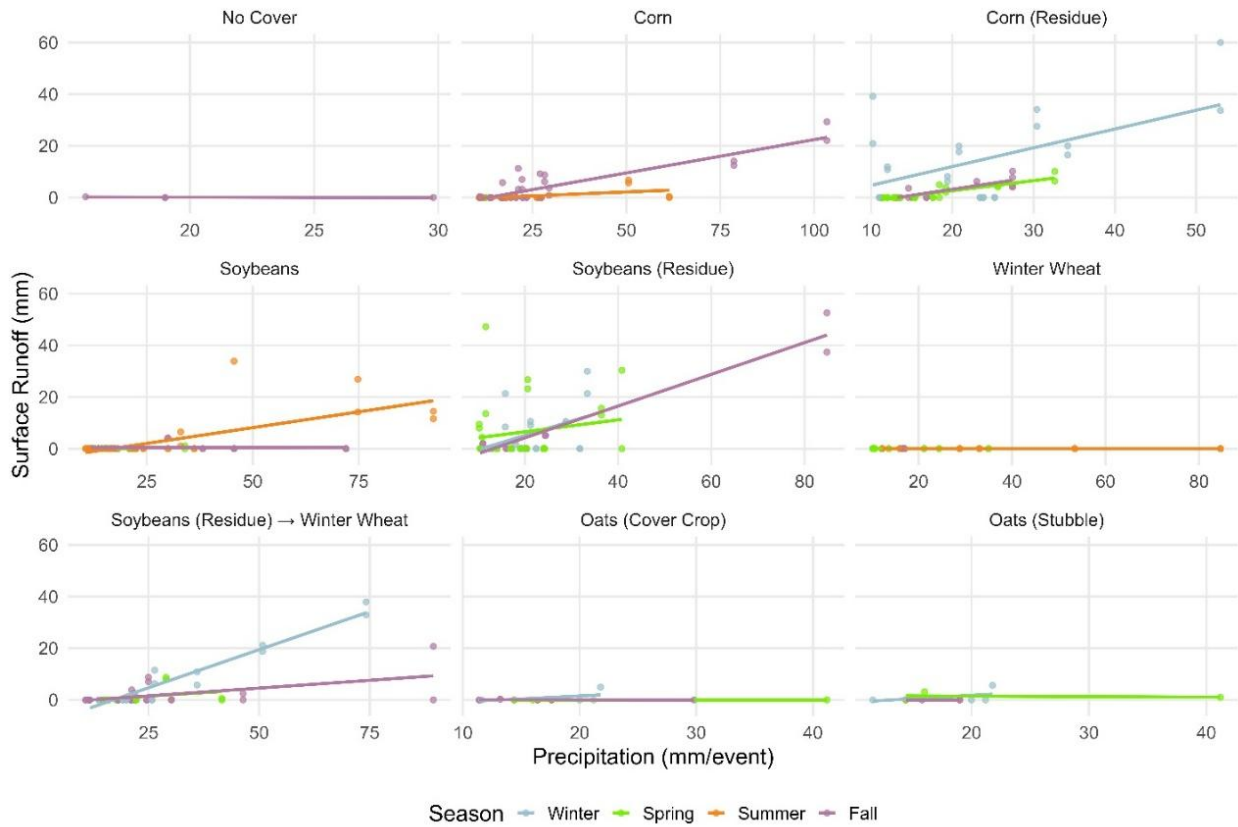 No Cover Corn Corn (Residue)
60
40
20
0
20 25 30 25 50 75 100 10 20 30 40 50
Soybeans Soybeans (Residue) Winter Wheat
60
40
20
0
25 50 75 20 40 60 80 20 40 60 80
Soybeans (Residue) → Winter Wheat Oats (Cover Crop) Oats (Stubble)
60
40
20
0
25 50 75 10 20 30 40 20 30 40
Surface Runoff (mm)
Precipitation (mm/event)
Season Winter Spring Summer Fall